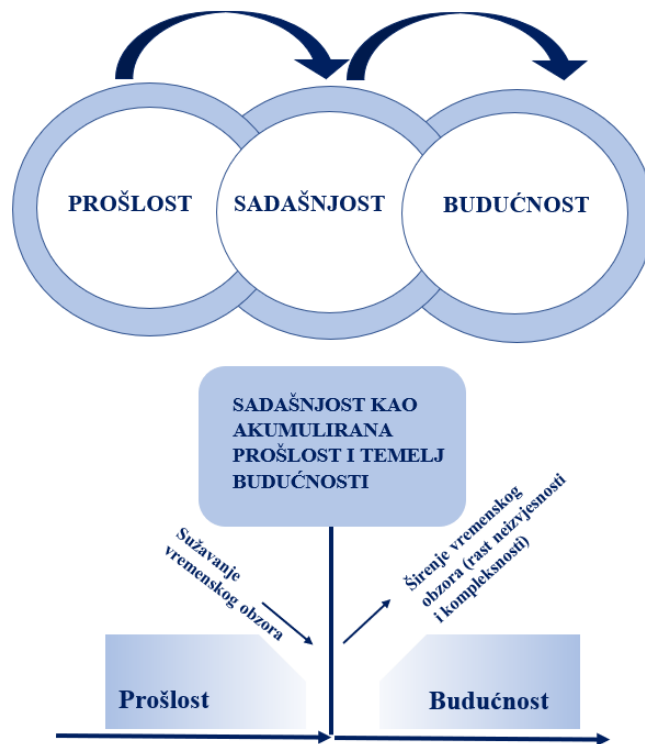 PROŠLOST
SADAŠNJOST
BUDUĆNOST
SADAŠNJOST KAO
AKUMULIRANA
PROŠLOST I TEMELJ
BUDUĆNOSTI
Sužavanje
vremenskog obzora
Širenje vremenskog
obzora (rast neizvjesnosti
i kompleksnosti)
Prošlost
Budućnost